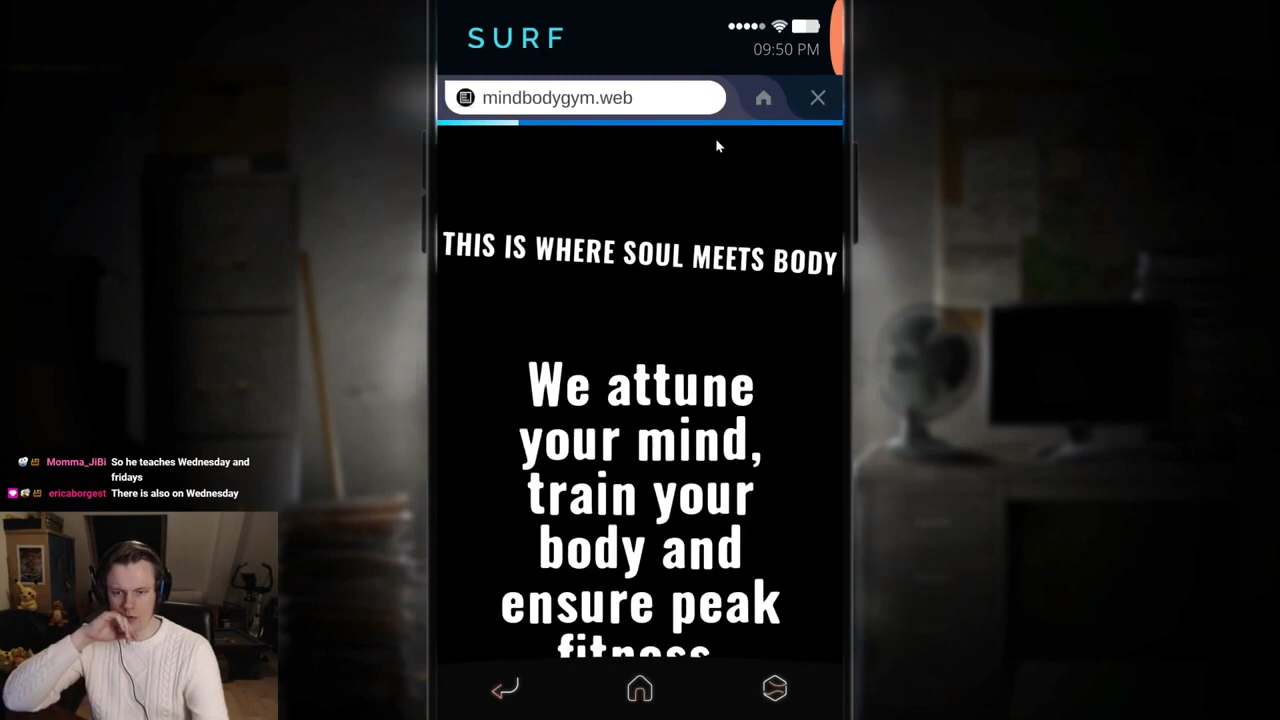 SURF
09:50 PM
mindbodygym.web
THIS IS WHERE SOUL MEETS BODY
We attune
your mind,
train your
body and
ensure peak
fitness
Momma_JiBi So he teaches Wednesday and
fridays
ericaborgest There is also on Wednesday